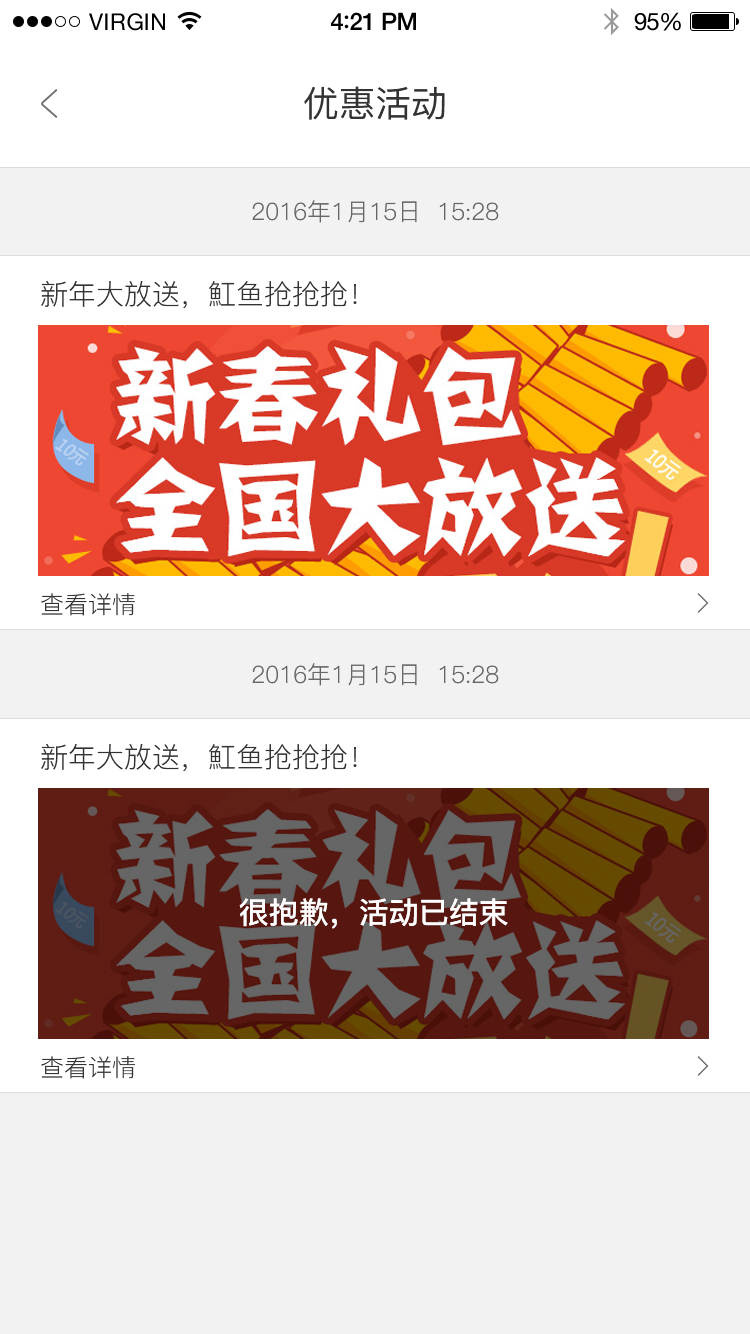 VIRGIN 4:21 PM 95%
优惠活动
2016年1月15日 15:28
新年大放送，魟鱼抢抢抢！
新春礼包
10元
10元
全国大放送
查看详情
2016年1月15日 15:28
新年大放送，魟鱼抢抢抢！
新春礼包
很抱歉，活动已结束
10元
10元
全国大放送
查看详情